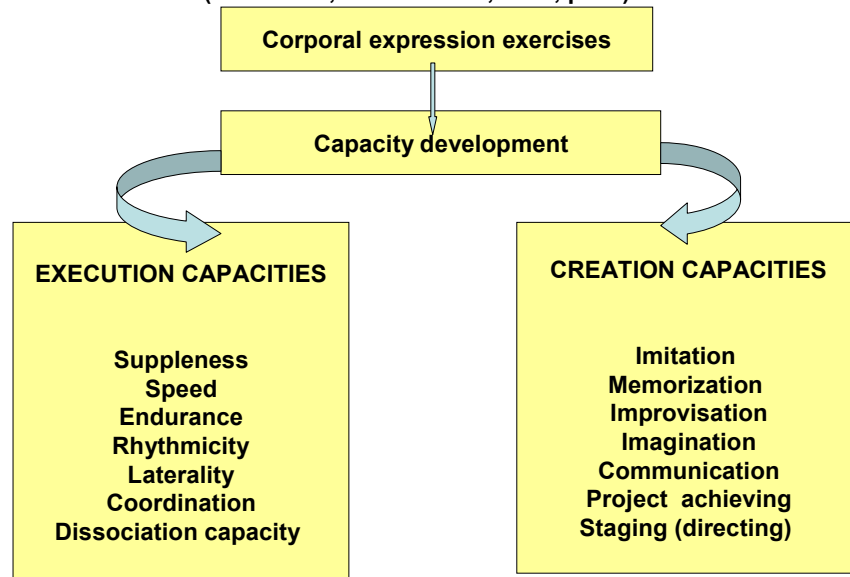 Corporal expression exercises
Capacity development
EXECUTION CAPACITIES
Suppleness
Speed
Endurance
Rhythmicity
Laterality
Coordination
Dissociation capacity
CREATION CAPACITIES
Imitation
Memorization
Improvisation
Imagination
Communication
Project achieving
Staging (directing)